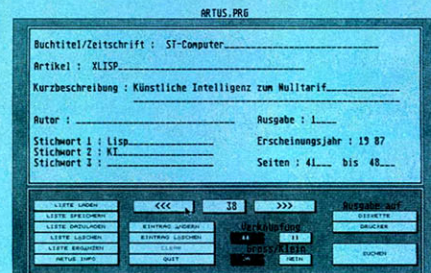 ARTUS.PRG
Buchtitel/Zeitschrift : ST-Computer
Artikel : XLISP
Kurzbeschreibung : Künstliche Intelligenz zum Nulltarif
Autor :
Ausgabe : 1
Stichwort 1 : Lisp
Erscheinungsjahr : 19 87
Stichwort 2 : KI
Stichwort 3 :
Seiten : 41 bis 48
LISTE LADEN
<<<
38
>>>
Ausgabe auf
LISTE SPEICHERN
DISKETTE
LISTE DAZULADEN
EINTRAG ÄNDERN
Verknüpfung
DRUCKER
LISTE LÖSCHEN
EINTRAG LÖSCHEN
LISTE ERGÄNZEN
CLEAR
Gross/Klein
SUCHEN
ARTUS INFO
QUIT
NEIN